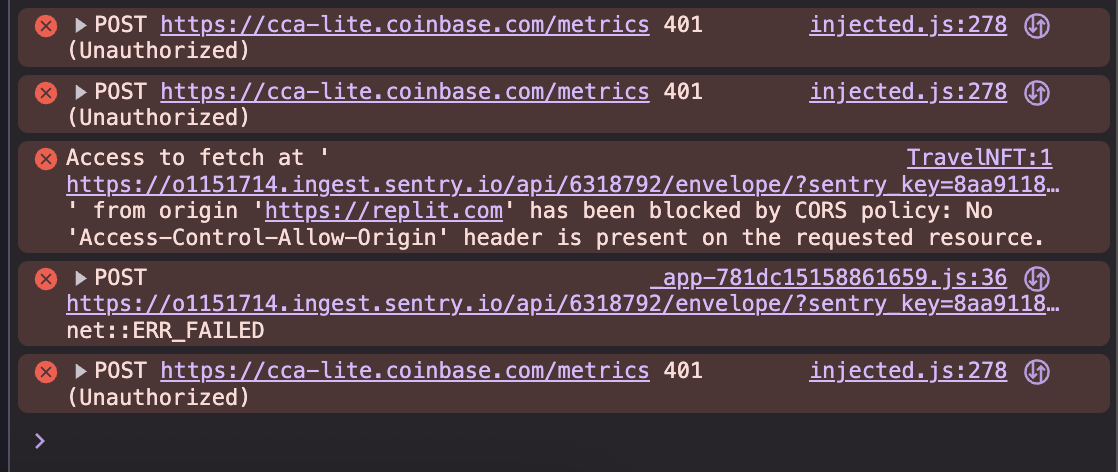 POST https://cca-lite.coinbase.com/metrics 401 injected.js:278
(Unauthorized)
POST https://cca-lite.coinbase.com/metrics 401 injected.js:278
(Unauthorized)
Access to fetch at ' TravelNFT:1
https://o1151714.ingest.sentry.io/api/6318792/envelope/?sentry_key=8aa9118…
' from origin 'https://replit.com' has been blocked by CORS policy: No
'Access-Control-Allow-Origin' header is present on the requested resource.
POST _app-781dc15158861659.js:36
https://o1151714.ingest.sentry.io/api/6318792/envelope/?sentry_key=8aa9118…
net::ERR_FAILED
POST https://cca-lite.coinbase.com/metrics 401 injected.js:278
(Unauthorized)